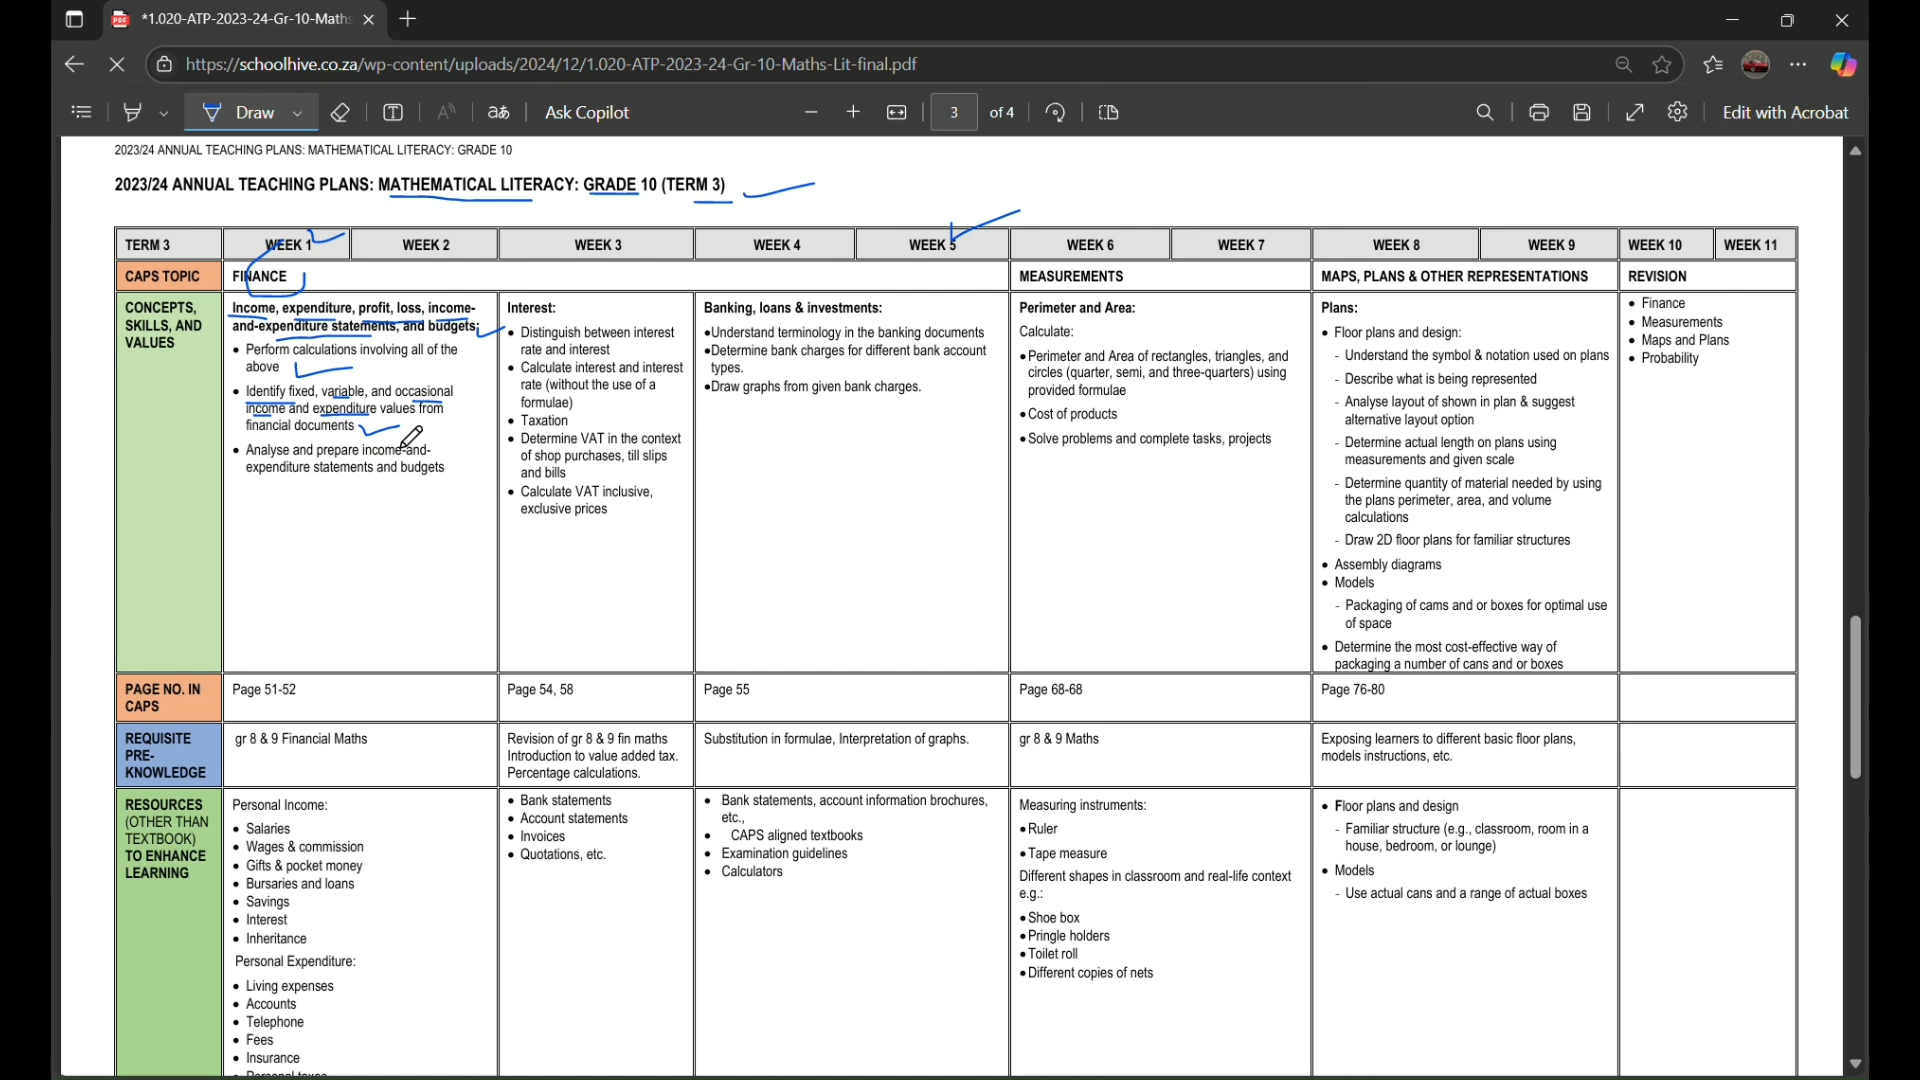 *1.020-ATP-2023-24-Gr-10-Maths
https://schoolhive.co.za/wp-content/uploads/2024/12/1.020-ATP-2023-24-Gr-10-Maths-Lit-final.pdf
Draw
T
A
aあ
Ask Copilot
3 of 4
Edit with Acrobat
2023/24 ANNUAL TEACHING PLANS: MATHEMATICAL LITERACY: GRADE 10
2023/24 ANNUAL TEACHING PLANS: MATHEMATICAL LITERACY: GRADE 10 (TERM 3)
TERM 3 WEEK 1 WEEK 2 WEEK 3 WEEK 4 WEEK 5 WEEK 6 WEEK 7 WEEK 8 WEEK 9 WEEK 10 WEEK 11
CAPS TOPIC FINANCE MEASUREMENTS MAPS, PLANS & OTHER REPRESENTATIONS REVISION
CONCEPTS,
SKILLS, AND
VALUES
Income, expenditure, profit, loss, income-
and-expenditure statements, and budgets:
• Perform calculations involving all of the
above
• Identify fixed, variable, and occasional
income and expenditure values from
financial documents
• Analyse and prepare income-and-
expenditure statements and budgets
Interest:
• Distinguish between interest
rate and interest
• Calculate interest and interest
rate (without the use of a
formulae)
• Taxation
• Determine VAT in the context
of shop purchases, till slips
and bills
• Calculate VAT inclusive,
exclusive prices
Banking, loans & investments:
•Understand terminology in the banking documents
•Determine bank charges for different bank account
types.
•Draw graphs from given bank charges.
Perimeter and Area:
Calculate:
•Perimeter and Area of rectangles, triangles, and
circles (quarter, semi, and three-quarters) using
provided formulae
•Cost of products
•Solve problems and complete tasks, projects
Plans:
• Floor plans and design:
- Understand the symbol & notation used on plans
- Describe what is being represented
- Analyse layout of shown in plan & suggest
alternative layout option
- Determine actual length on plans using
measurements and given scale
- Determine quantity of material needed by using
the plans perimeter, area, and volume
calculations
- Draw 2D floor plans for familiar structures
• Assembly diagrams
• Models
- Packaging of cams and or boxes for optimal use
of space
• Determine the most cost-effective way of
packaging a number of cans and or boxes
• Finance
• Measurements
• Maps and Plans
• Probability
PAGE NO. IN
CAPS
Page 51-52
Page 54, 58
Page 55
Page 68-68
Page 76-80
REQUISITE
PRE-
KNOWLEDGE
gr 8 & 9 Financial Maths
Revision of gr 8 & 9 fin maths
Introduction to value added tax.
Percentage calculations.
Substitution in formulae, Interpretation of graphs.
gr 8 & 9 Maths
Exposing learners to different basic floor plans,
models instructions, etc.
RESOURCES
(OTHER THAN
TEXTBOOK)
TO ENHANCE
LEARNING
Personal Income:
• Salaries
• Wages & commission
• Gifts & pocket money
• Bursaries and loans
• Savings
• Interest
• Inheritance
Personal Expenditure:
• Living expenses
• Accounts
• Telephone
• Fees
• Insurance
• Personal taxes
• Bank statements
• Account statements
• Invoices
• Quotations, etc.
• Bank statements, account information brochures,
etc.,
• CAPS aligned textbooks
• Examination guidelines
• Calculators
Measuring instruments:
•Ruler
•Tape measure
Different shapes in classroom and real-life context
e.g.:
•Shoe box
•Pringle holders
•Toilet roll
•Different copies of nets
• Floor plans and design
- Familiar structure (e.g., classroom, room in a
house, bedroom, or lounge)
• Models
- Use actual cans and a range of actual boxes